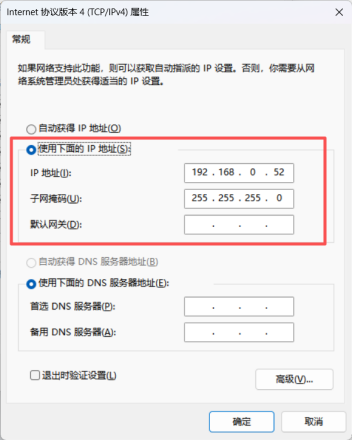 Internet 协议版本 4 (TCP/IPv4) 属性
常规
如果网络支持此功能，则可以获取自动指派的 IP 设置。否则，你需要从网
络系统管理员处获得适当的 IP 设置。
自动获得 IP 地址(O)
使用下面的 IP 地址(S):
IP 地址(I): 192 . 168 . 0 . 52
子网掩码(U): 255 . 255 . 255 . 0
默认网关(D): . . .
自动获得 DNS 服务器地址(B)
使用下面的 DNS 服务器地址(E):
首选 DNS 服务器(P): . . .
备用 DNS 服务器(A): . . .
退出时验证设置(L)
高级(V)...
确定 取消